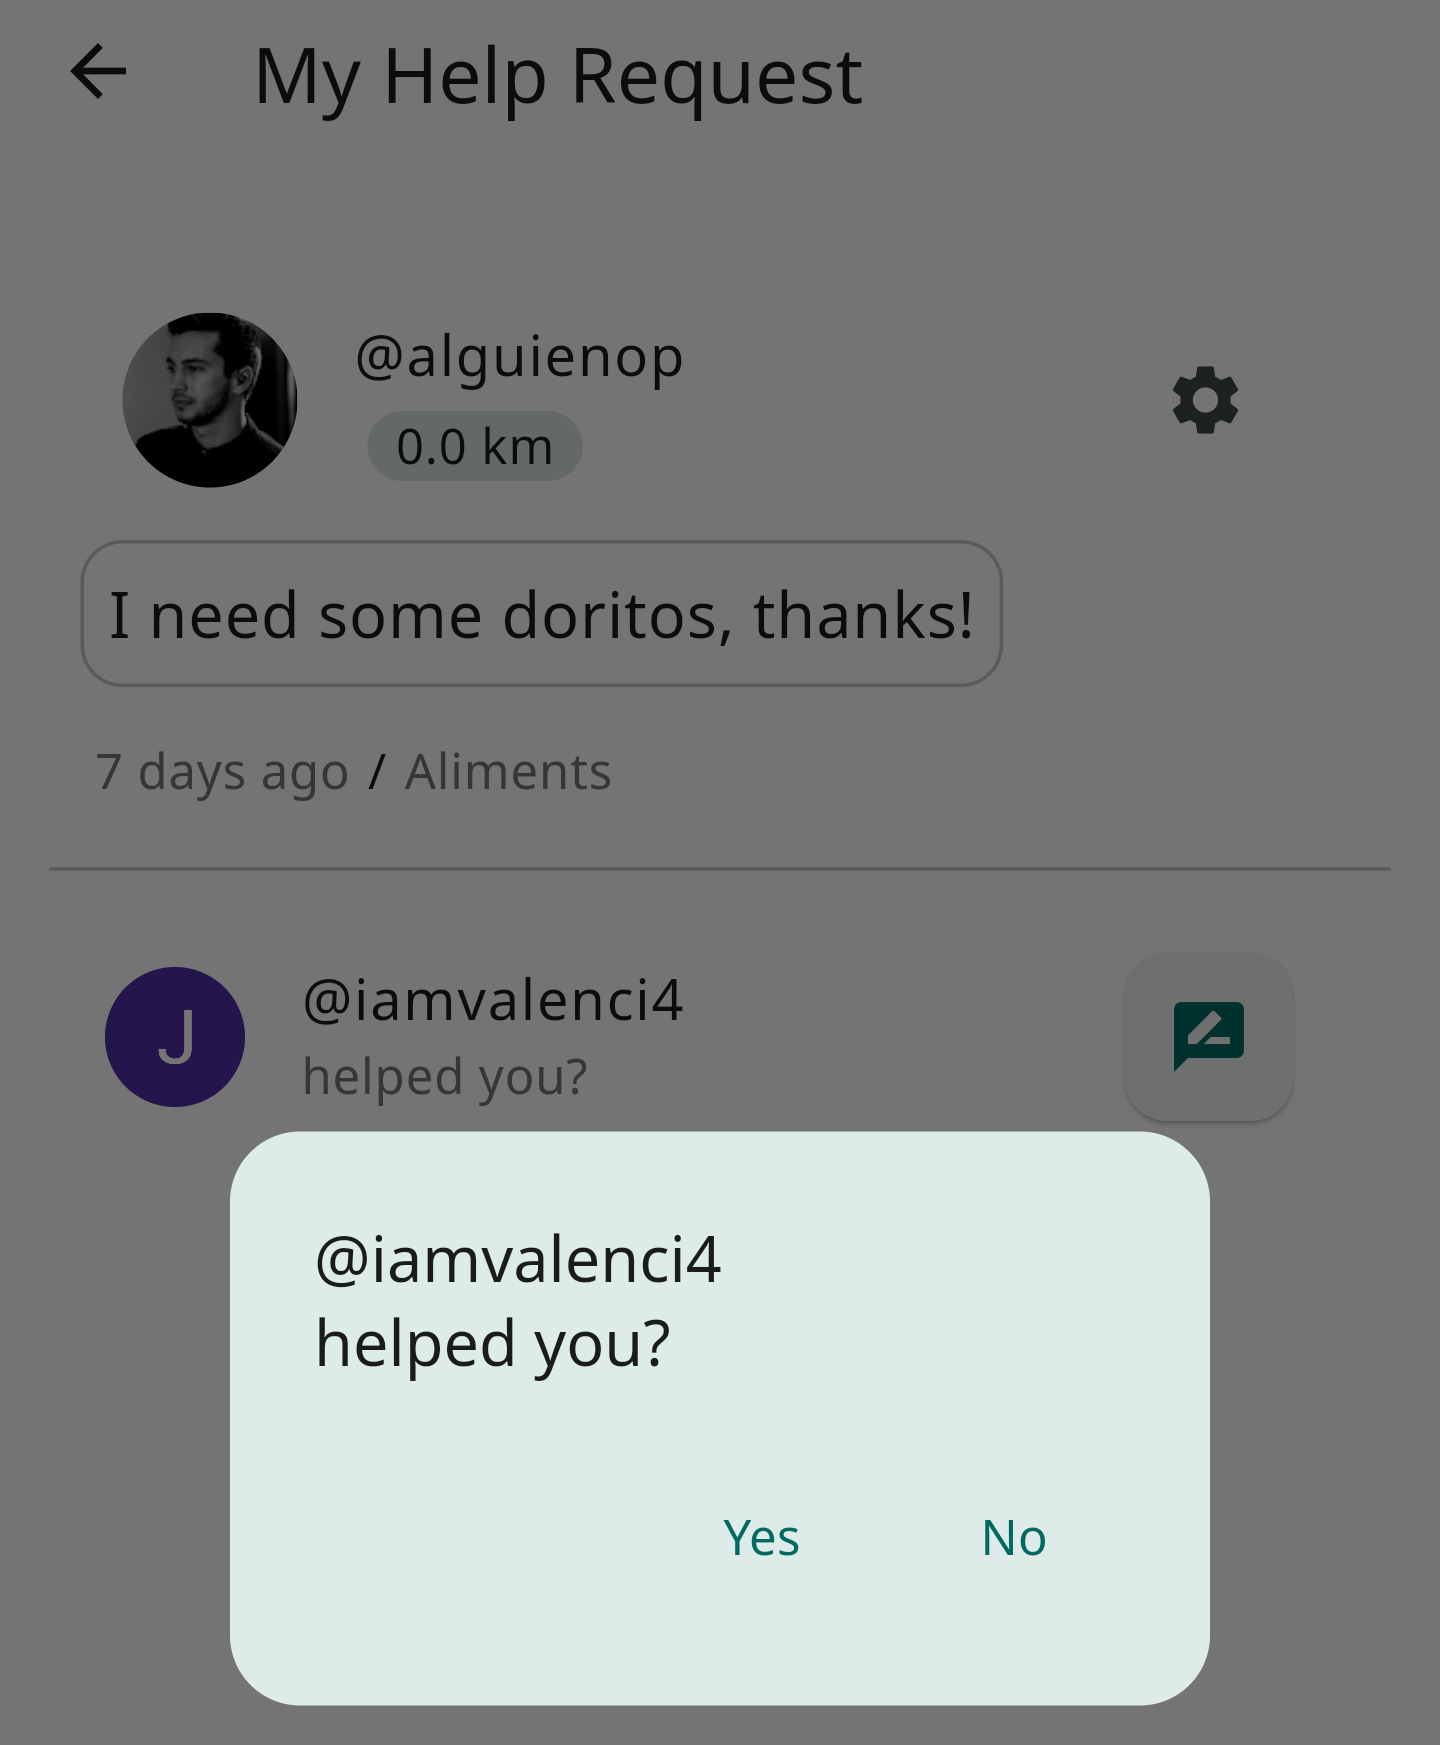 My Help Request
@alguienop
0.0 km
I need some doritos, thanks!
7 days ago / Aliments
J
@iamvalenci4
helped you?
@iamvalenci4
helped you?
Yes No